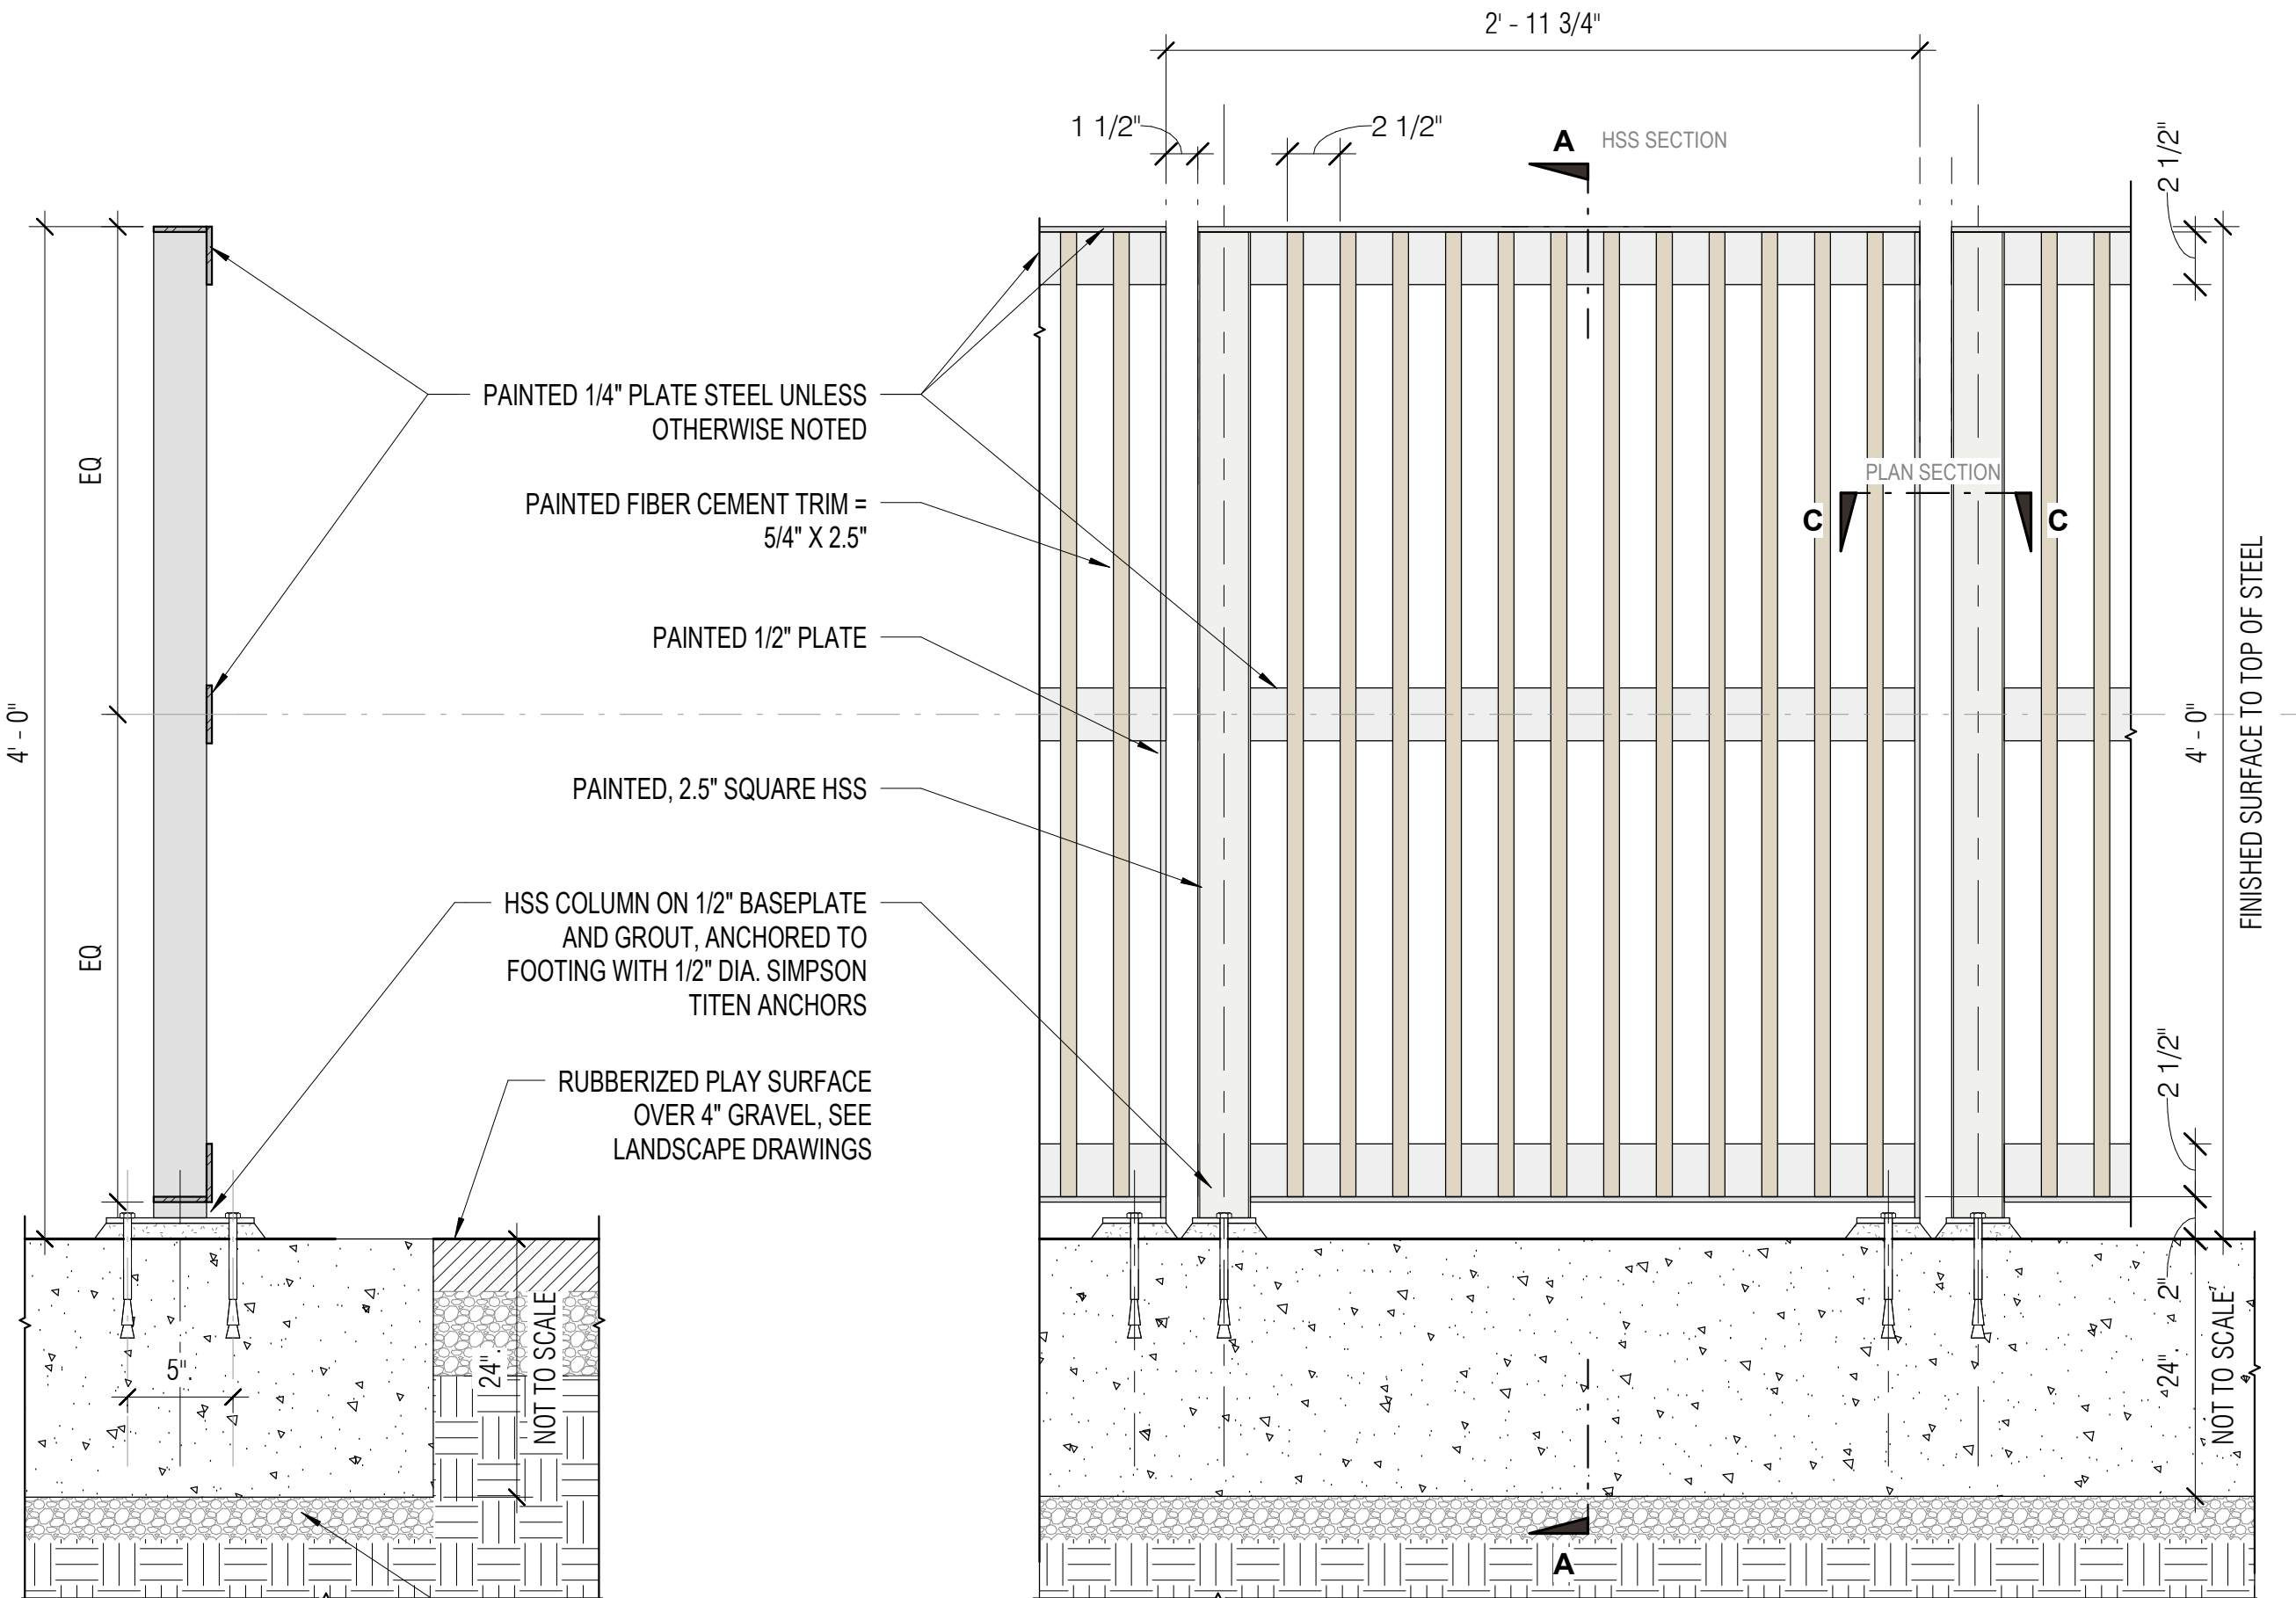 2' - 11 3/4"
1 1/2"
2 1/2"
A
HSS SECTION
2 1/2"
PAINTED 1/4" PLATE STEEL UNLESS
OTHERWISE NOTED
EQ
PLAN SECTION
C
C
PAINTED FIBER CEMENT TRIM =
5/4" X 2.5"
PAINTED 1/2" PLATE
4' - 0"
4' - 0"
FINISHED SURFACE TO TOP OF STEEL
PAINTED, 2.5" SQUARE HSS
HSS COLUMN ON 1/2" BASEPLATE
AND GROUT, ANCHORED TO
FOOTING WITH 1/2" DIA. SIMPSON
TITEN ANCHORS
EQ
RUBBERIZED PLAY SURFACE
OVER 4" GRAVEL, SEE
LANDSCAPE DRAWINGS
2 1/2"
2"
5".
24".
NOT TO SCALE
24".
NOT TO SCALE
A